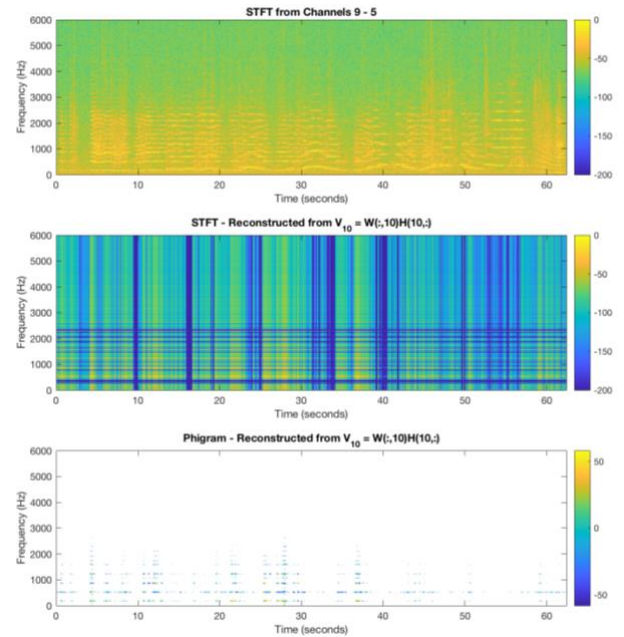 STFT from Channels 9 - 5
6000
5000
4000
3000
2000
1000
0
Frequency (Hz)
0 10 20 30 40 50 60
Time (seconds)
0
-50
-100
-150
-200
STFT - Reconstructed from V10 = W(:,10)H(10,:)
6000
5000
4000
3000
2000
1000
0
Frequency (Hz)
0 10 20 30 40 50 60
Time (seconds)
0
-50
-100
-150
-200
Phigram - Reconstructed from V10 = W(:,10)H(10,:)
6000
5000
4000
3000
2000
1000
0
Frequency (Hz)
0 10 20 30 40 50 60
Time (seconds)
50
0
-50